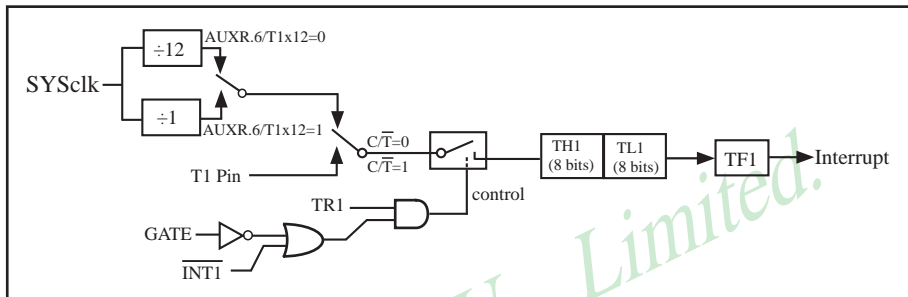 ÷12
AUXR.6/T1x12=0
SYSclk
÷1
AUXR.6/T1x12=1
C/T̅=0
C/T̅=1
T1 Pin
TH1
(8 bits)
TL1
(8 bits)
TF1
Interrupt
control
TR1
GATE
I̅N̅T̅1̅
Limited.